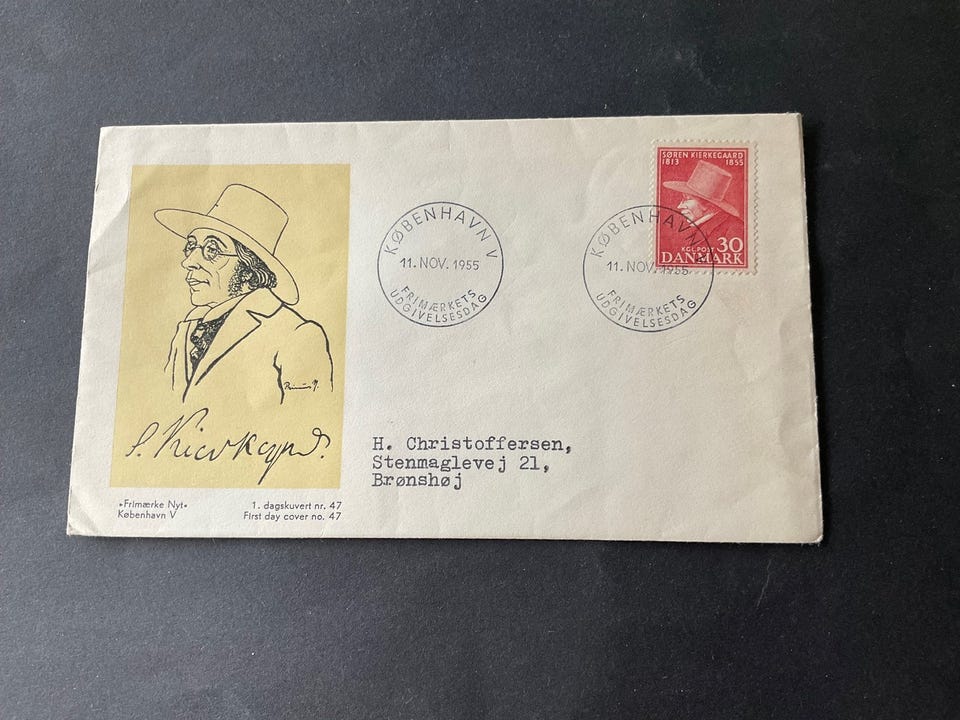 S. Kierkegaard.
«Frimærke Nyt»
København V
1. dagskuvert nr. 47
First day cover no. 47
KØBENHAVN V
11. NOV. 1955
FRIMÆRKETS
UDGIVELSESDAG
KØBENHAVN V
11. NOV. 1955
FRIMÆRKETS
UDGIVELSESDAG
SØREN KIERKEGAARD
1813 1855
KGL. POST 30
DANMARK
H. Christoffersen,
Stenmaglevej 21,
Brønshøj